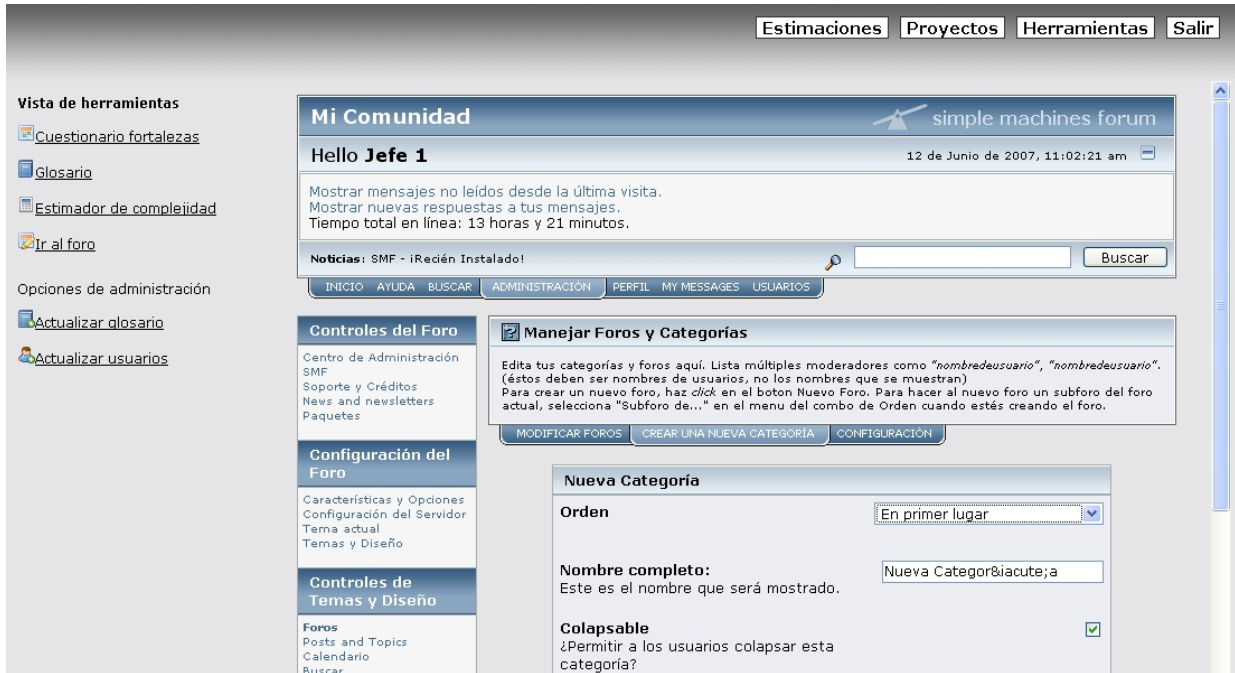 Estimaciones Proyectos Herramientas Salir
Vista de herramientas
Cuestionario fortalezas
Glosario
Estimador de complejidad
Ir al foro
Opciones de administración
Actualizar glosario
Actualizar usuarios
Mi Comunidad
simple machines forum
Hello Jefe 1
12 de Junio de 2007, 11:02:21 am
Mostrar mensajes no leídos desde la última visita.
Mostrar nuevas respuestas a tus mensajes.
Tiempo total en línea: 13 horas y 21 minutos.
Noticias: SMF - ¡Recién Instalado!
Buscar
INICIO AYUDA BUSCAR ADMINISTRACIÓN PERFIL MY MESSAGES USUARIOS
Controles del Foro
Centro de Administración
SMF
Soporte y Créditos
News and newsletters
Paquetes
Configuración del
Foro
Características y Opciones
Configuración del Servidor
Tema actual
Temas y Diseño
Controles de
Temas y Diseño
Foros
Posts and Topics
Calendario
Buscar
Manejar Foros y Categorías
Edita tus categorías y foros aquí. Lista múltiples moderadores como "nombredeusuario", "nombredeusuario".
(éstos deben ser nombres de usuarios, no los nombres que se muestran)
Para crear un nuevo foro, haz click en el boton Nuevo Foro. Para hacer al nuevo foro un subforo del foro
actual, selecciona "Subforo de..." en el menu del combo de Orden cuando estés creando el foro.
MODIFICAR FOROS CREAR UNA NUEVA CATEGORÍA CONFIGURACIÓN
Nueva Categoría
Orden
En primer lugar
Nombre completo:
Este es el nombre que será mostrado.
Nueva Categor&iacute;a
Colapsable
¿Permitir a los usuarios colapsar esta
categoría?